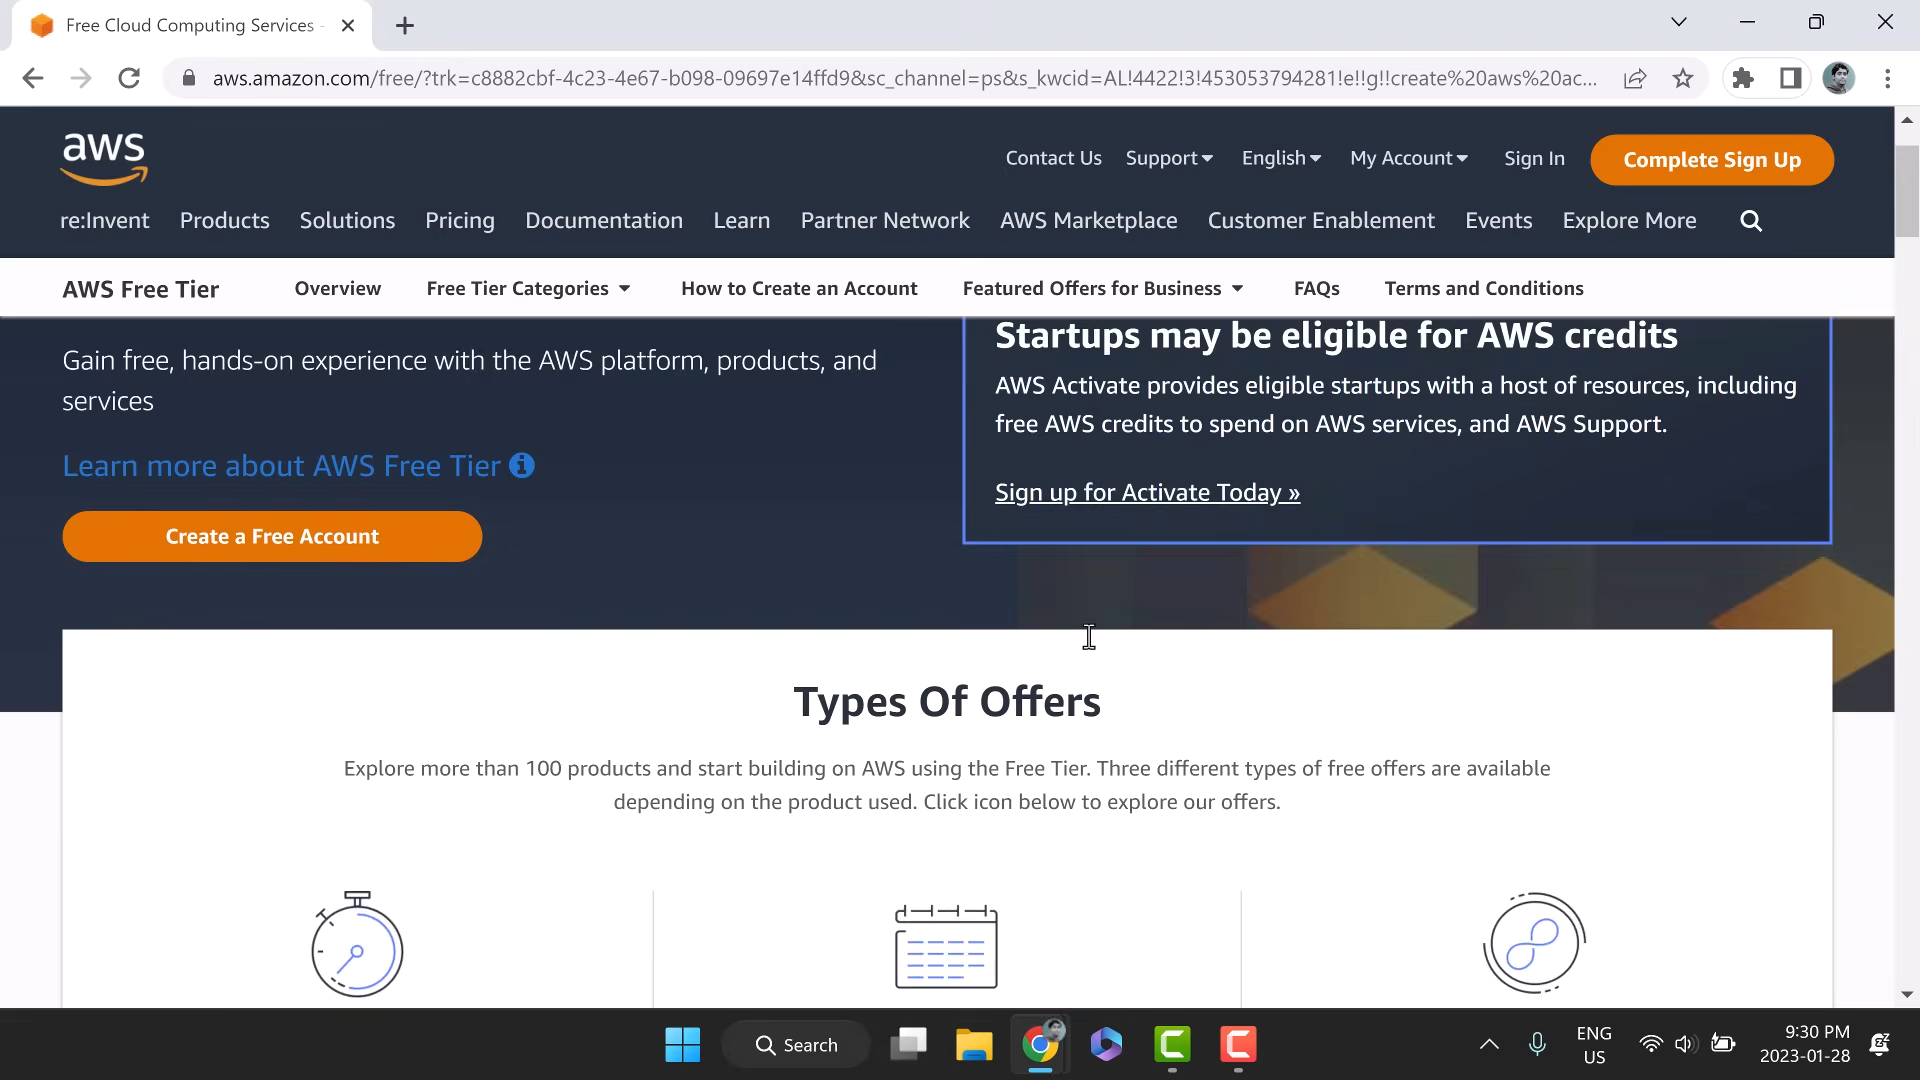 Free Cloud Computing Services -
aws.amazon.com/free/?trk=c8882cbf-4c23-4e67-b098-09697e14ffd9&sc_channel=ps&s_kwcid=AL!4422!3!453053794281!e!!g!!create%20aws%20ac...
aws
Contact Us Support English My Account Sign In Complete Sign Up
re:Invent Products Solutions Pricing Documentation Learn Partner Network AWS Marketplace Customer Enablement Events Explore More
AWS Free Tier Overview Free Tier Categories How to Create an Account Featured Offers for Business FAQs Terms and Conditions
Gain free, hands-on experience with the AWS platform, products, and
services
Learn more about AWS Free Tier
Create a Free Account
Startups may be eligible for AWS credits
AWS Activate provides eligible startups with a host of resources, including
free AWS credits to spend on AWS services, and AWS Support.
Sign up for Activate Today »
Types Of Offers
Explore more than 100 products and start building on AWS using the Free Tier. Three different types of free offers are available
depending on the product used. Click icon below to explore our offers.
Search
ENG
US
9:30 PM
2023-01-28